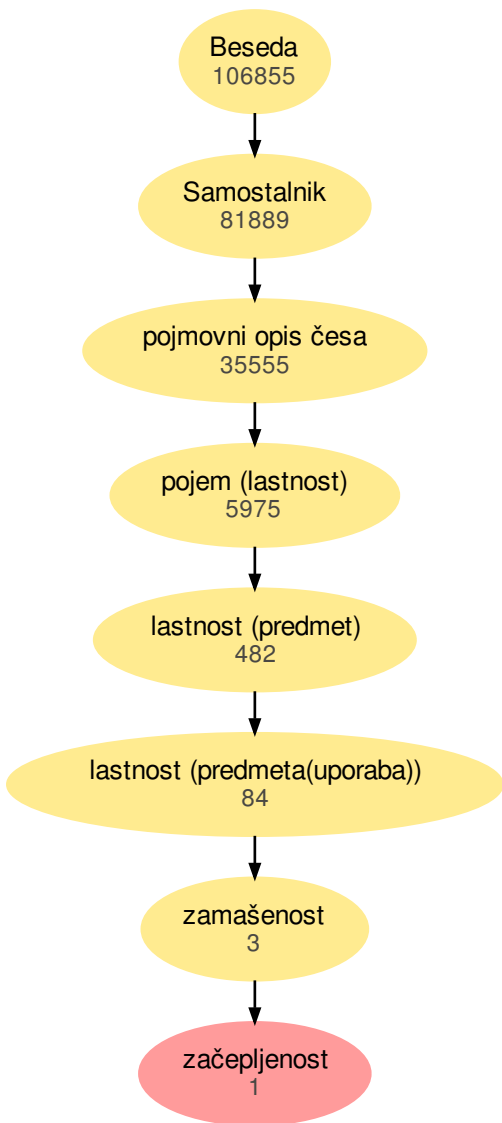 Beseda
106855
Samostalnik
81889
pojmovni opis česa
35555
pojem (lastnost)
5975
lastnost (predmet)
482
lastnost (predmeta(uporaba))
84
zamašenost
3
začepljenost
1